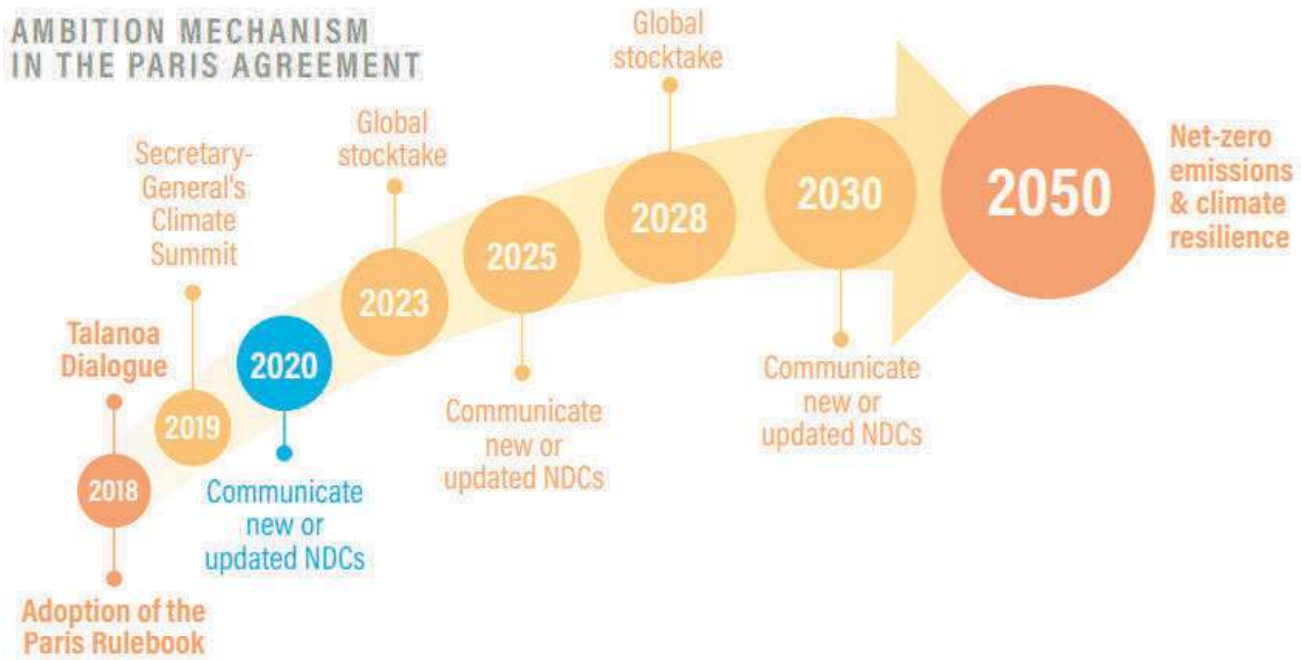 AMBITION MECHANISM
IN THE PARIS AGREEMENT
Talanoa
Dialogue
2018
Adoption of the
Paris Rulebook
Secretary-
General's
Climate
Summit
2019
2020
Communicate
new or
updated NDCs
Global
stocktake
2023
2025
Communicate
new or
updated NDCs
Global
stocktake
2028
2030
Communicate
new or
updated NDCs
2050
Net-zero
emissions
& climate
resilience